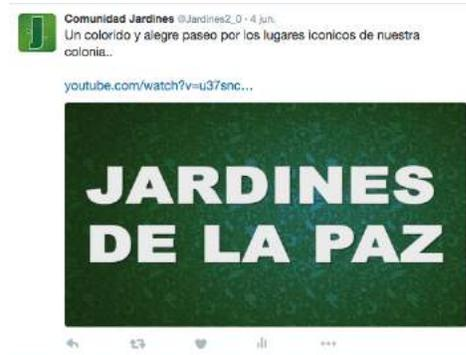 Comunidad Jardines @Jardines2_0 · 4 jun.
Un colorido y alegre paseo por los lugares iconicos de nuestra
colonia..
youtube.com/watch?v=u37snc...
JARDINES
DE LA PAZ